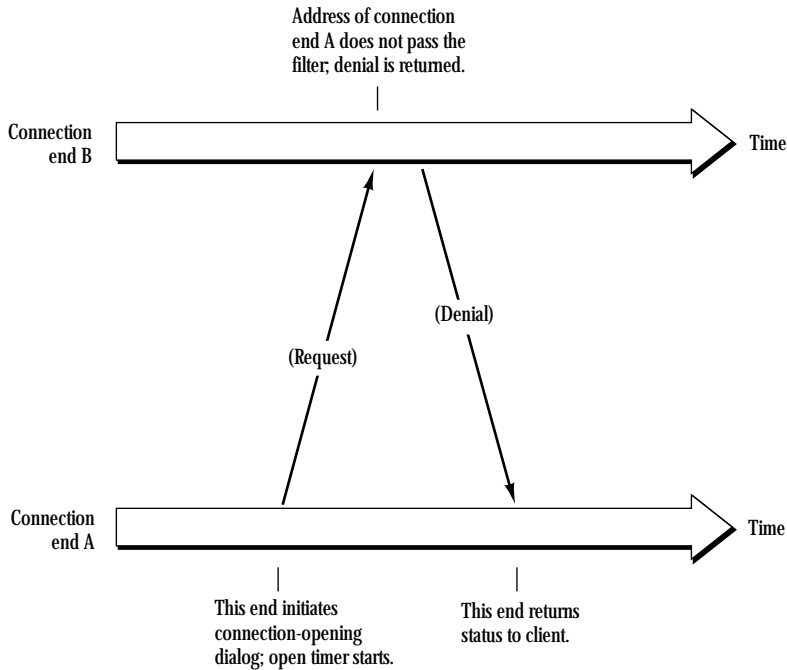 Address of connection
end A does not pass the
filter; denial is returned.
Connection
end B
Time
(Denial)
(Request)
Connection
end A
Time
This end initiates
connection-opening
dialog; open timer starts.
This end returns
status to client.